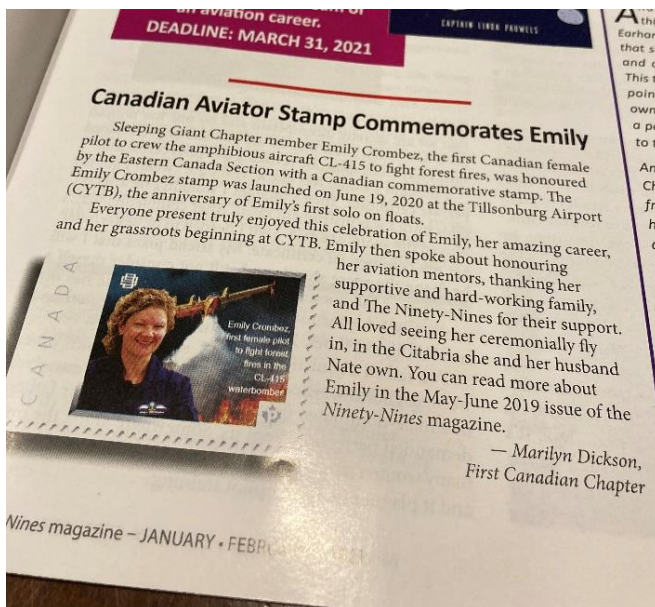 an aviation career.
DEADLINE: MARCH 31, 2021
CAPTAIN LINDA PAUWELS
Canadian Aviator Stamp Commemorates Emily
Sleeping Giant Chapter member Emily Crombez, the first Canadian female
pilot to crew the amphibious aircraft CL-415 to fight forest fires, was honoured
by the Eastern Canada Section with a Canadian commemorative stamp. The
Emily Crombez stamp was launched on June 19, 2020 at the Tillsonburg Airport
(CYTB), the anniversary of Emily's first solo on floats.
Everyone present truly enjoyed this celebration of Emily, her amazing career,
and her grassroots beginning at CYTB. Emily then spoke about honouring
her aviation mentors, thanking her
supportive and hard-working family,
and The Ninety-Nines for their support.
All loved seeing her ceremonially fly
in, in the Citabria she and her husband
Nate own. You can read more about
Emily in the May-June 2019 issue of the
Ninety-Nines magazine.
— Marilyn Dickson,
First Canadian Chapter
CANADA
Emily Crombez,
first female pilot
to fight forest
fires in the
CL-415
waterbomber
Nines magazine – JANUARY • FEBR
A
Earhar
that s
and
This
poin
own
a p
to
An
Ch
fr
h